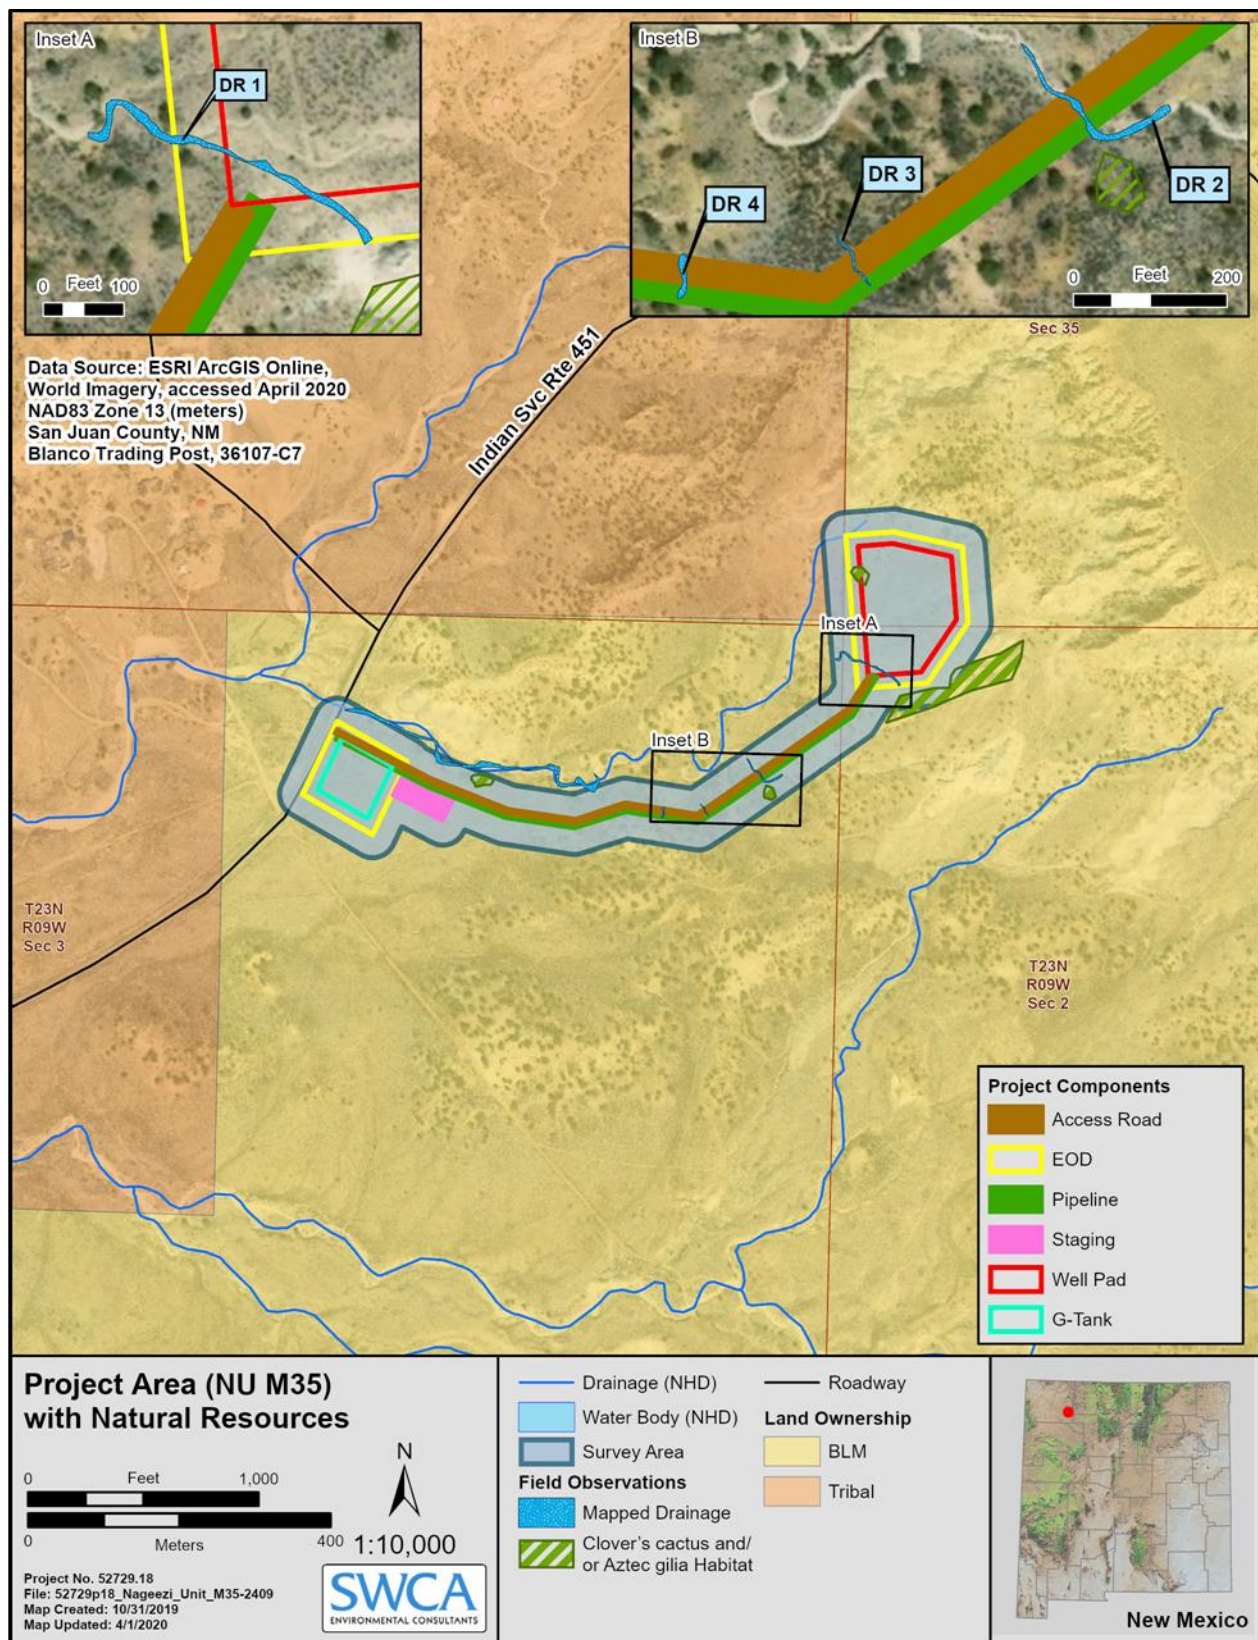 Inset A
DR 1
0 Feet 100
Inset B
DR 4
DR 3
DR 2
0 Feet 200
Data Source: ESRI ArcGIS Online,
World Imagery, accessed April 2020
NAD83 Zone 13 (meters)
San Juan County, NM
Blanco Trading Post, 36107-C7
Indian Svc Rte 451
Sec 35
Inset A
Inset B
T23N
R09W
Sec 3
T23N
R09W
Sec 2
Project Components
Access Road
EOD
Pipeline
Staging
Well Pad
G-Tank
Project Area (NU M35)
with Natural Resources
0 Feet 1,000
0 Meters 400
N
1:10,000
Project No. 52729.18
File: 52729p18_Nageezi_Unit_M35-2409
Map Created: 10/31/2019
Map Updated: 4/1/2020
SWCA
ENVIRONMENTAL CONSULTANTS
Drainage (NHD)
Water Body (NHD)
Survey Area
Field Observations
Mapped Drainage
Clover's cactus and/
or Aztec gilia Habitat
Roadway
Land Ownership
BLM
Tribal
New Mexico